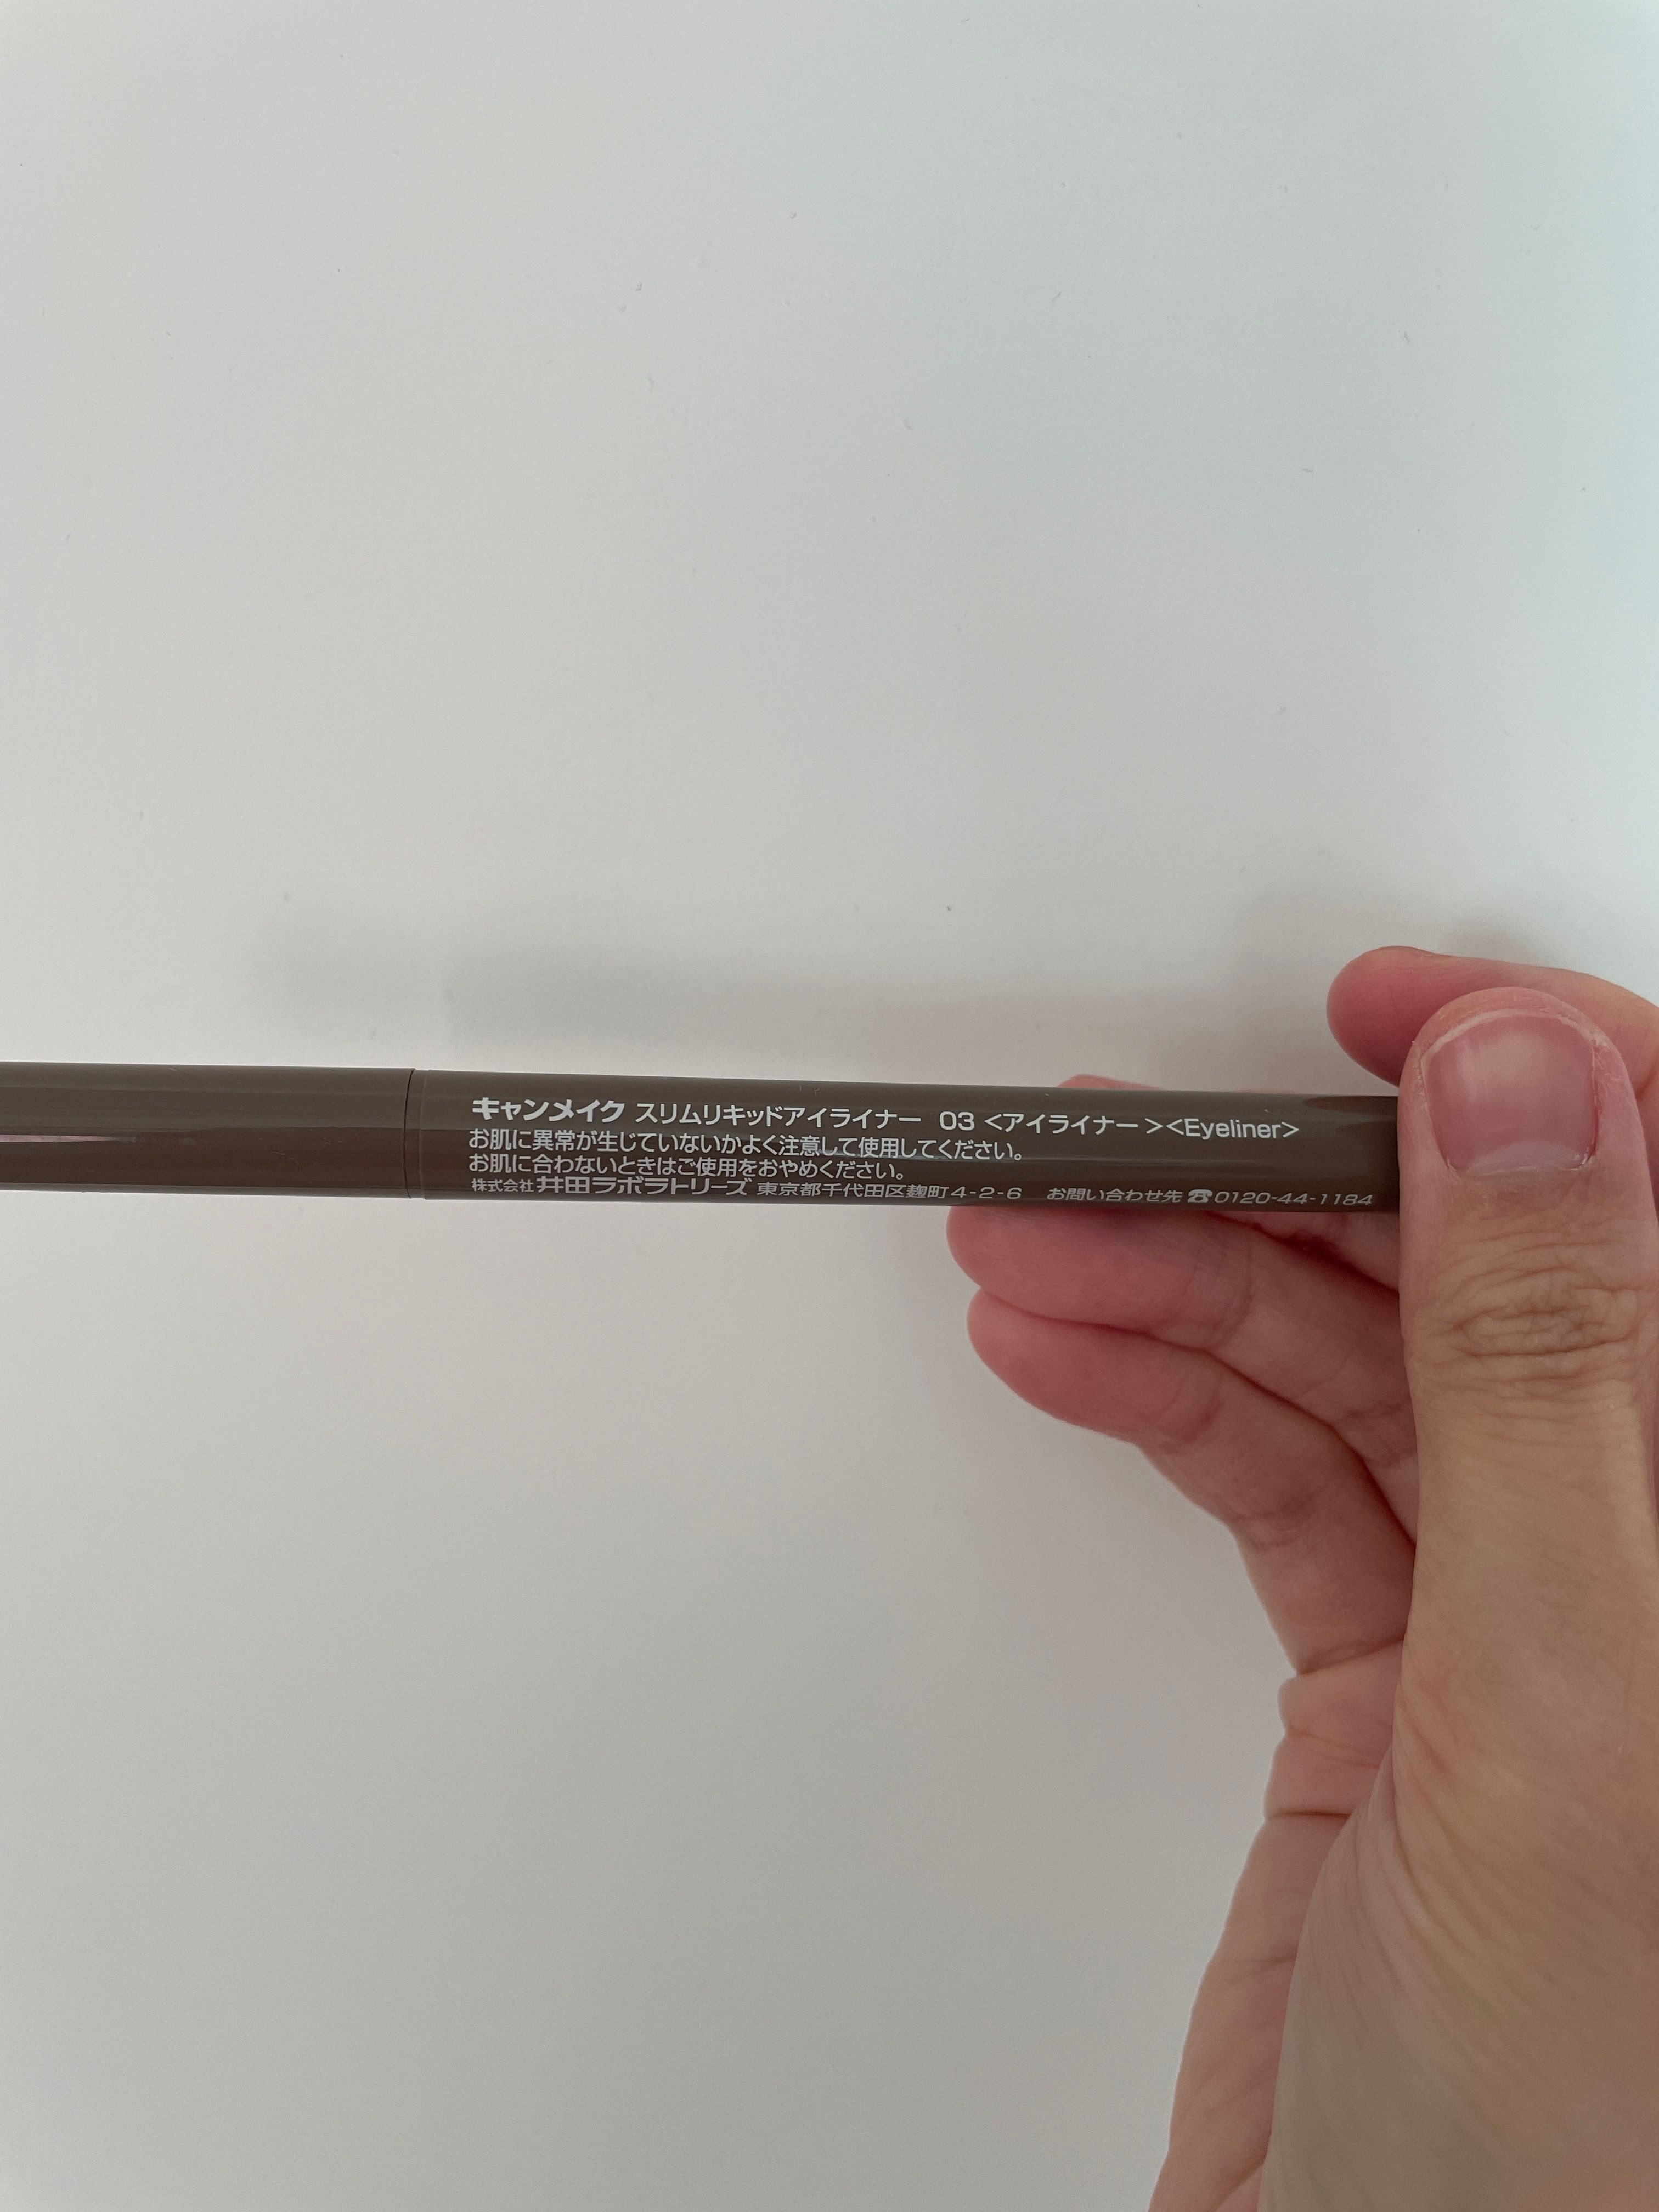 キャンメイク スリムリキッドアイライナー 03 <アイライナー><Eyeliner>
お肌に異常が生じていないかよく注意して使用してください。
お肌に合わないときはご使用をおやめください。
株式会社 井田ラボラトリーズ 東京都千代田区麹町4-2-6 お問い合わせ先 ☎0120-44-1184